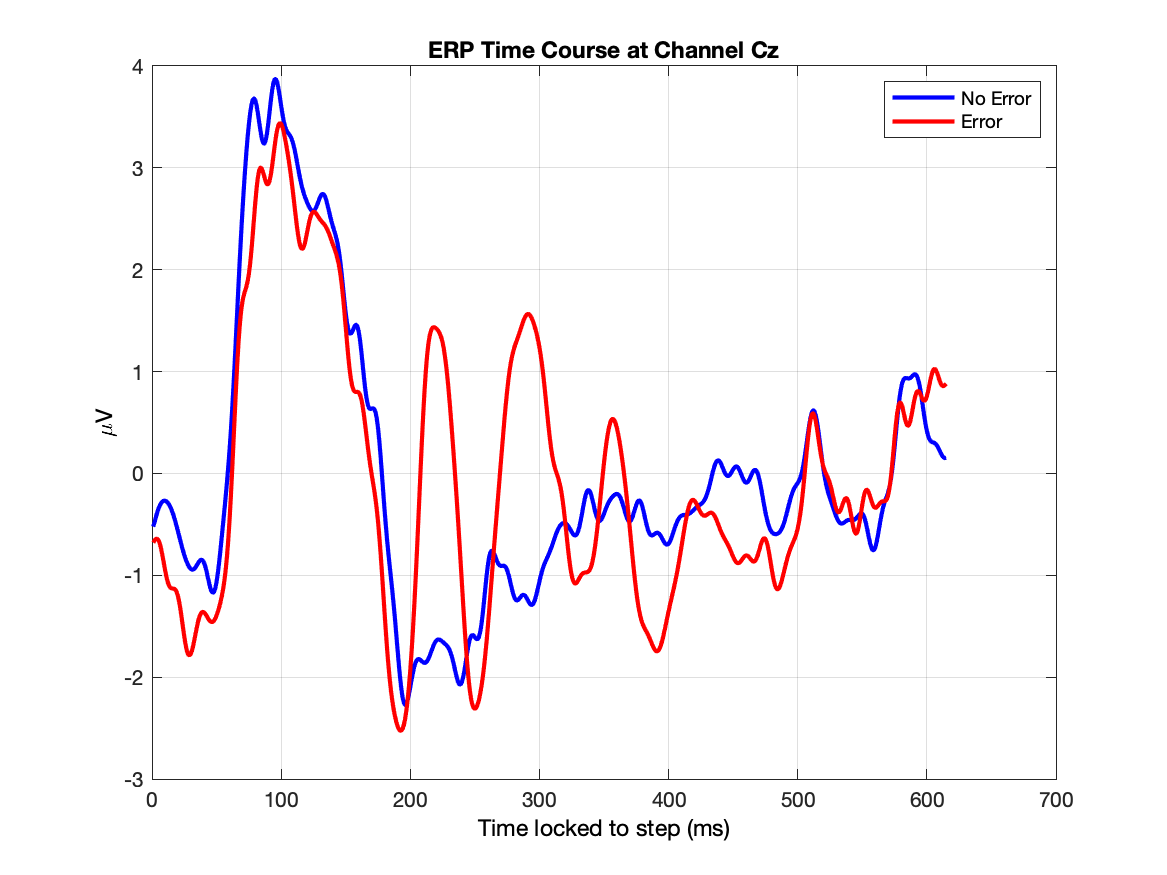 ERP Time Course at Channel Cz
No Error
Error
4
3
2
1
0
-1
-2
-3
μV
0 100 200 300 400 500 600 700
Time locked to step (ms)